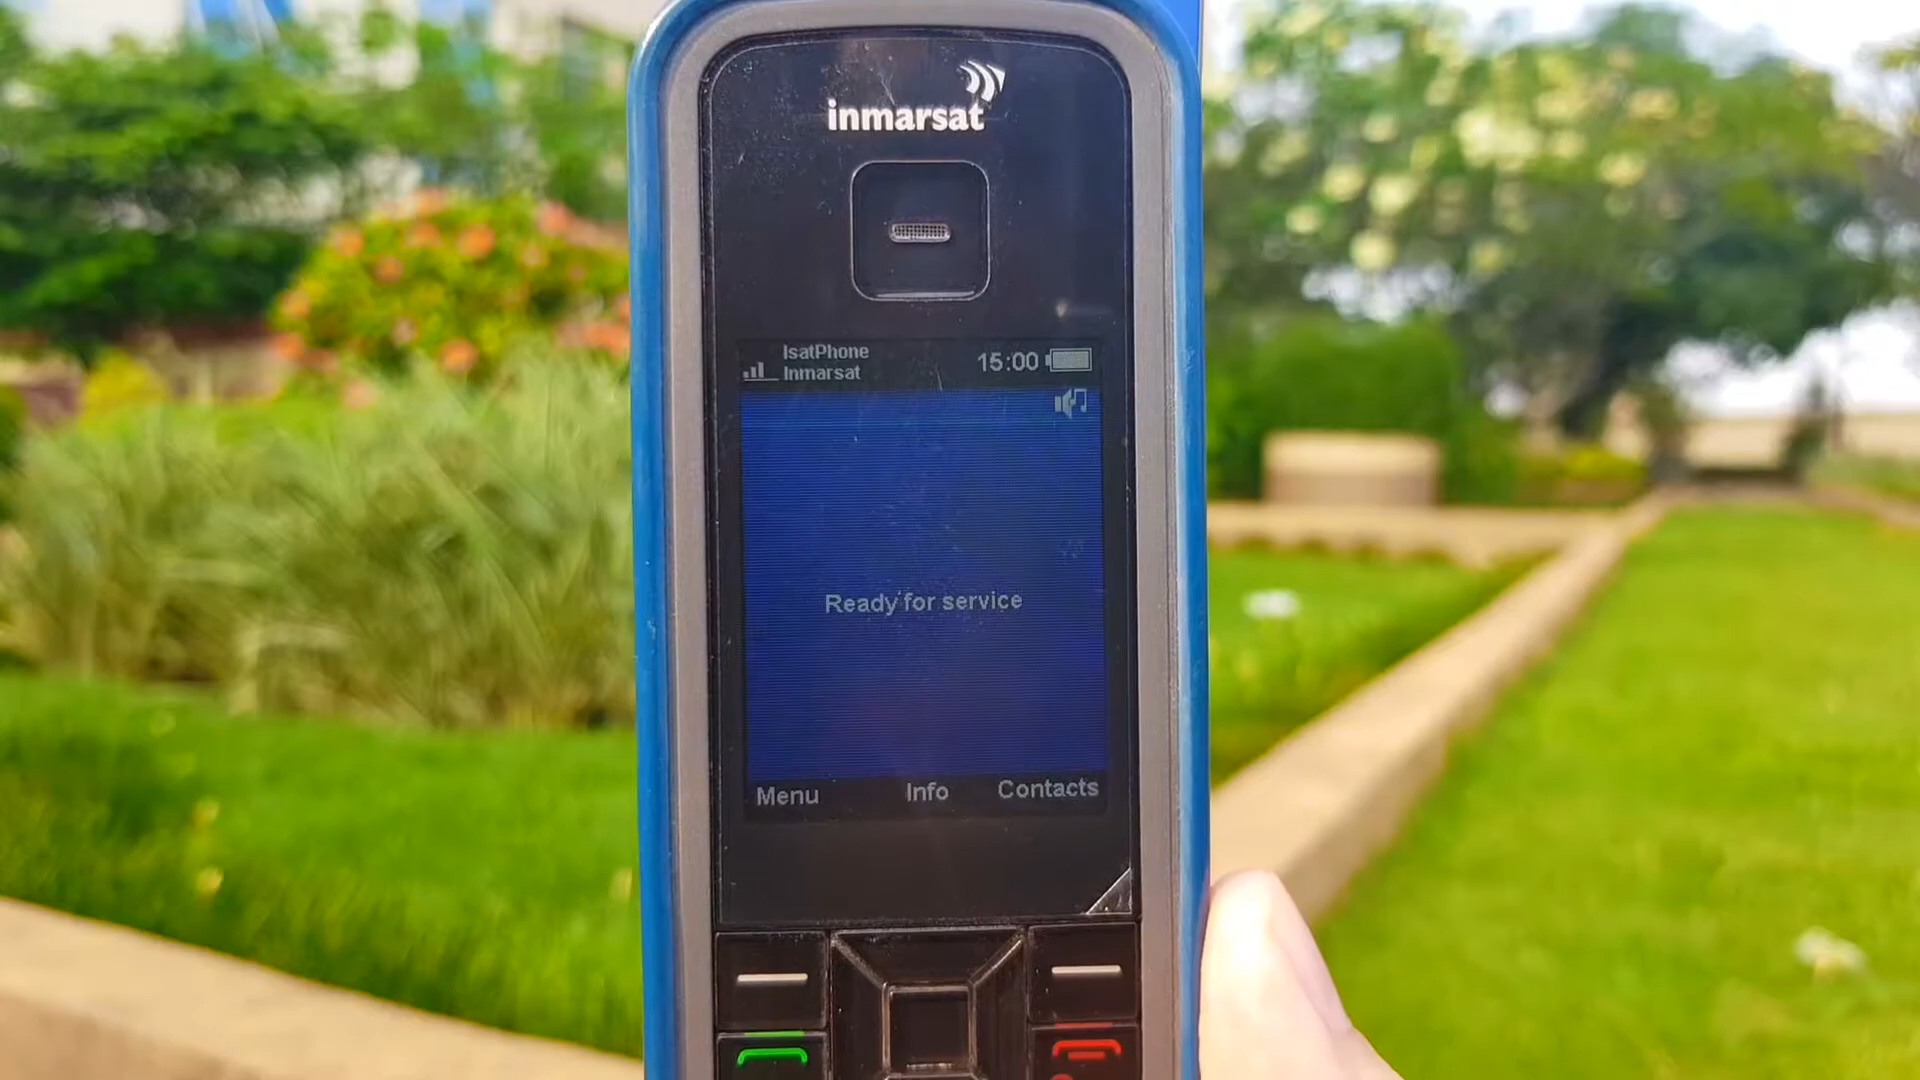 inmarsat
IsatPhone
Inmarsat
15:00
Ready for service
Menu Info Contacts